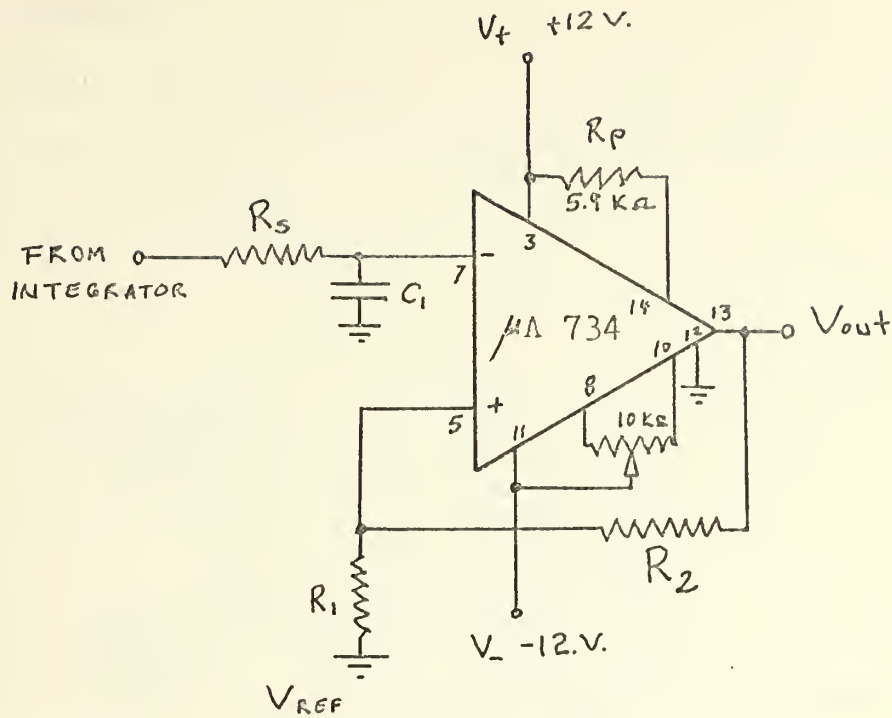 V+ +12 V.
Rp
5.9 KΩ
Rs
FROM
INTEGRATOR
3
7
-
C1
14
13
μA 734
Vout
12
10
8
10 KΩ
+
5
11
R2
R1
V- -12.V.
VREF